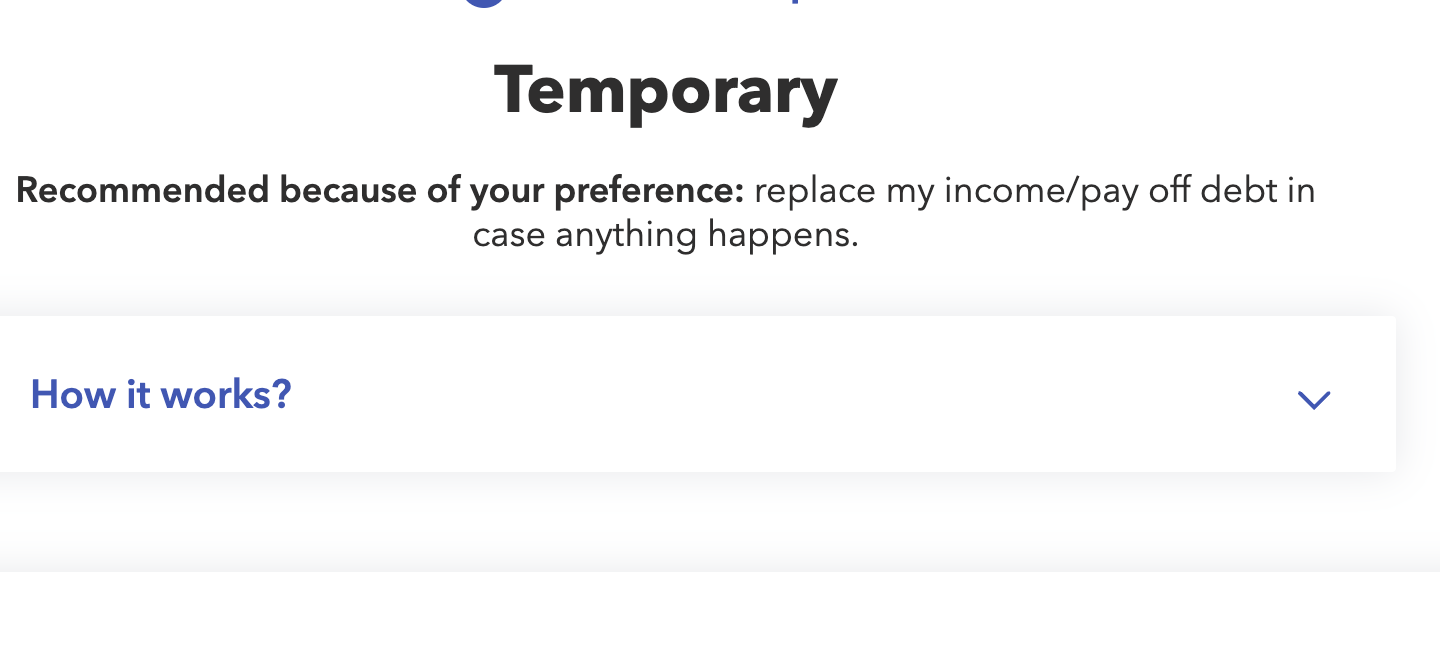 Temporary
Recommended because of your preference: replace my income/pay off debt in
case anything happens.
How it works?